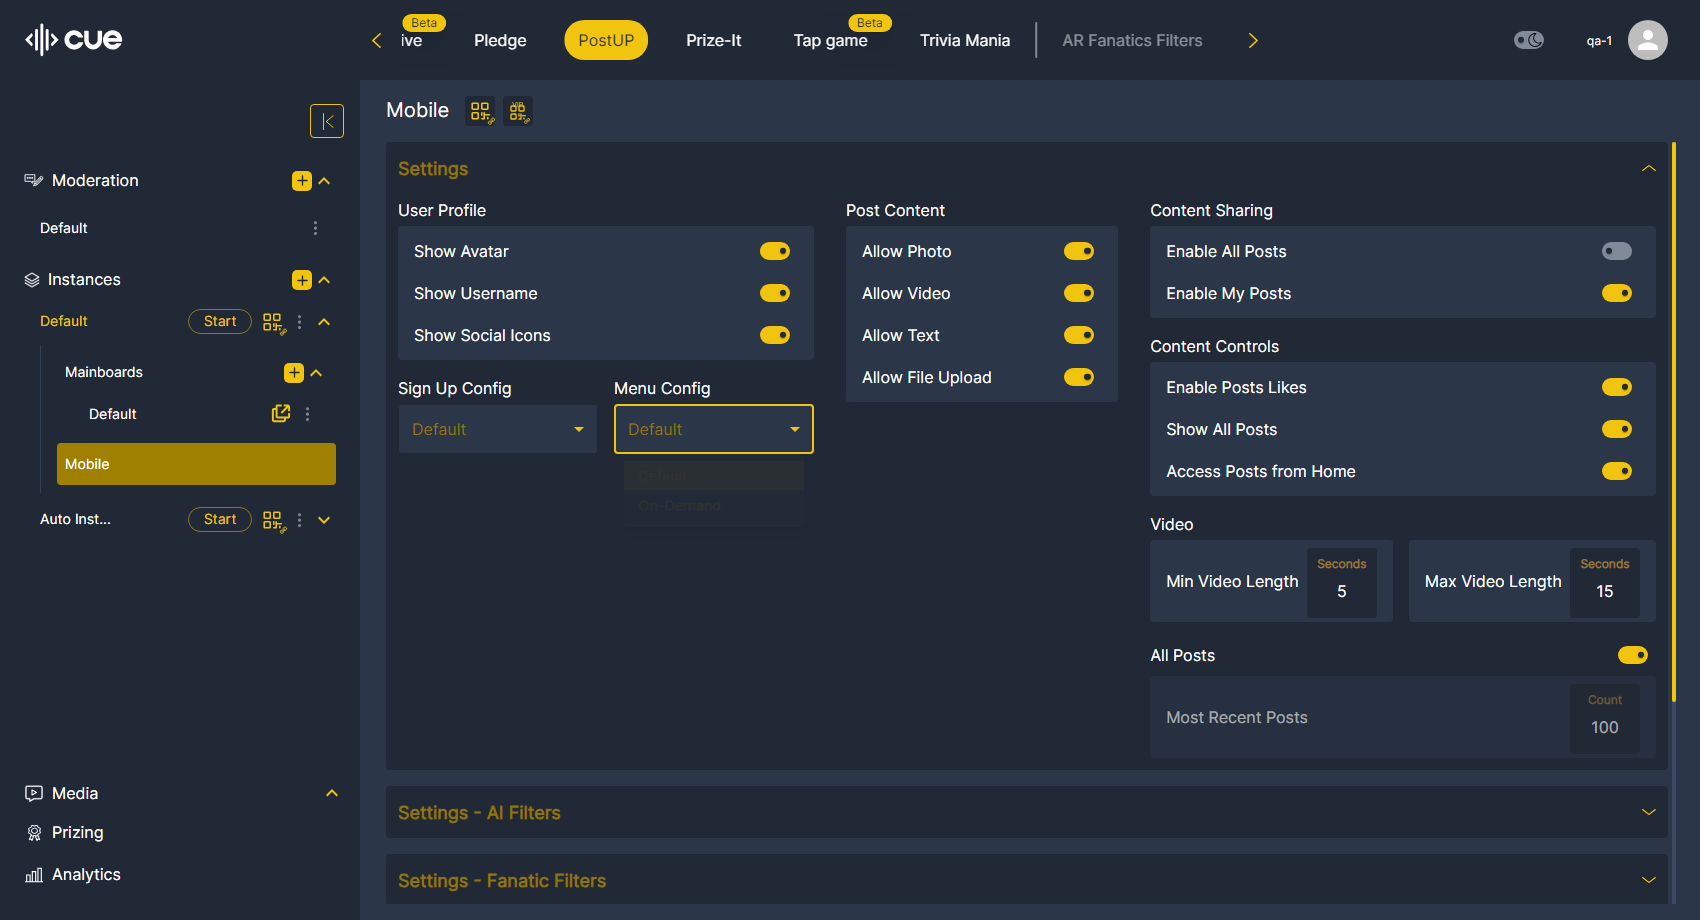 cue
ive
Beta
Pledge
PostUP
Prize-It
Tap game
Beta
Trivia Mania
AR Fanatics Filters
qa-1
Moderation
Default
Instances
Default
Start
Mainboards
Default
Mobile
Auto Inst...
Start
Media
Prizing
Analytics
Mobile
Settings
User Profile
Show Avatar
Show Username
Show Social Icons
Sign Up Config
Default
Menu Config
Default
Default
On-Demand
Post Content
Allow Photo
Allow Video
Allow Text
Allow File Upload
Content Sharing
Enable All Posts
Enable My Posts
Content Controls
Enable Posts Likes
Show All Posts
Access Posts from Home
Video
Min Video Length
Seconds
5
Max Video Length
Seconds
15
All Posts
Most Recent Posts
Count
100
Settings - AI Filters
Settings - Fanatic Filters